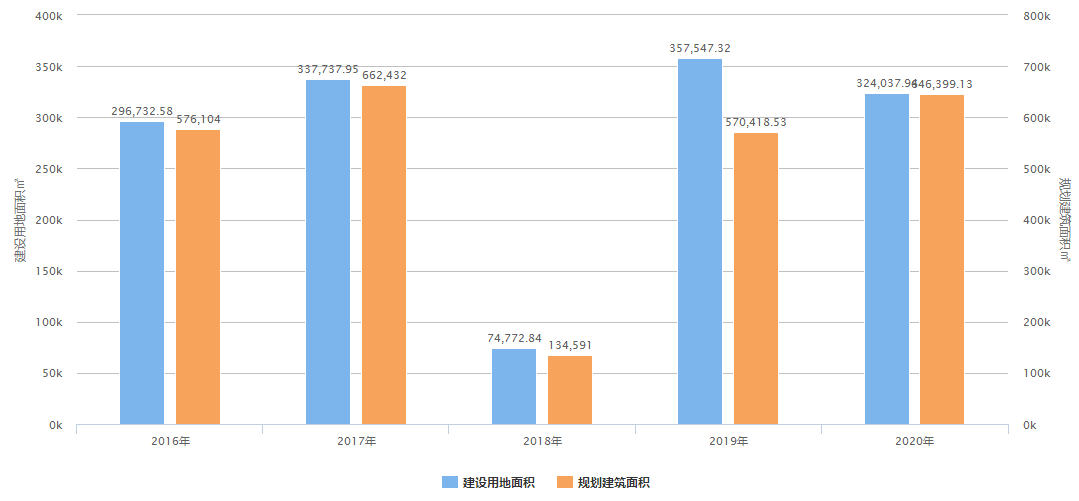 400k
350k
300k
250k
200k
150k
100k
50k
0k
建设用地面积㎡
296,732.58
576,104
337,737.95
662,432
74,772.84
134,591
357,547.32
570,418.53
324,037.94
646,399.13
800k
700k
600k
500k
400k
300k
200k
100k
0k
规划建筑面积㎡
2016年
2017年
2018年
2019年
2020年
建设用地面积
规划建筑面积